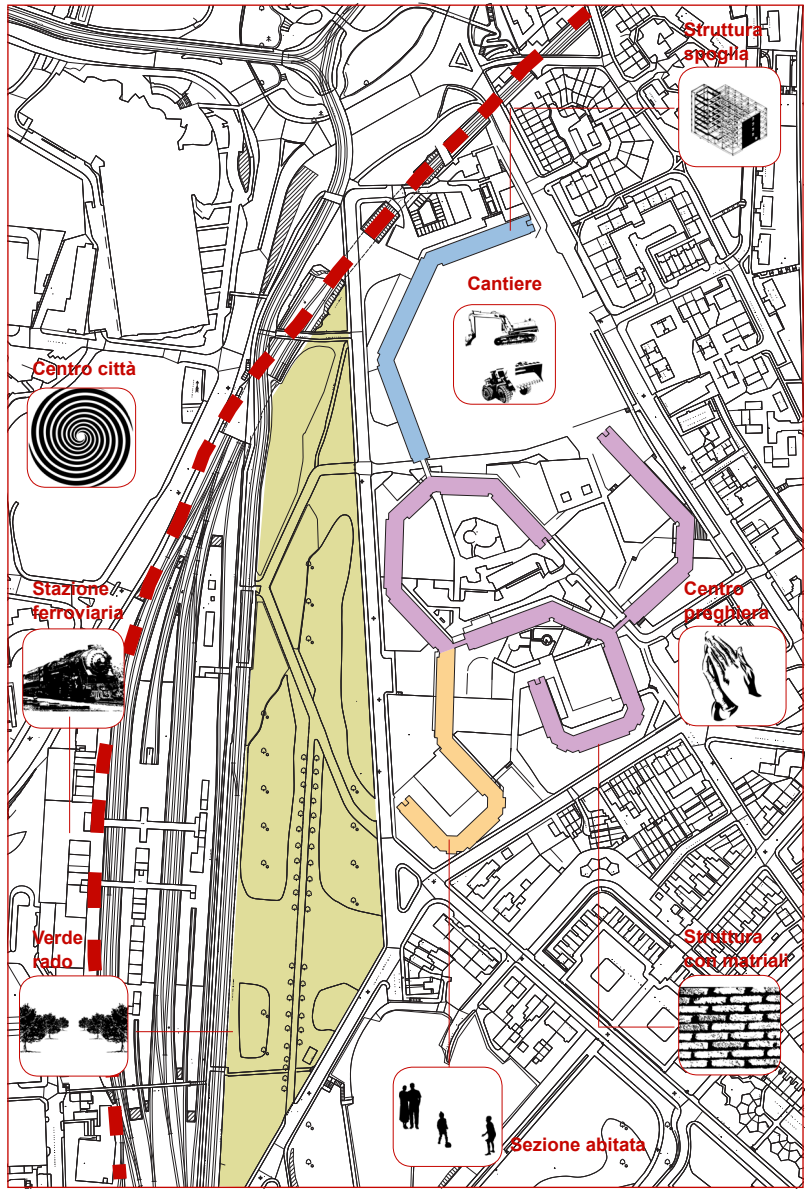 Struttura
spoglia
Cantiere
Centro città
Stazione
ferroviaria
Centro
preghiera
Verde
rado
Struttura
con matriali
Sezione abitata